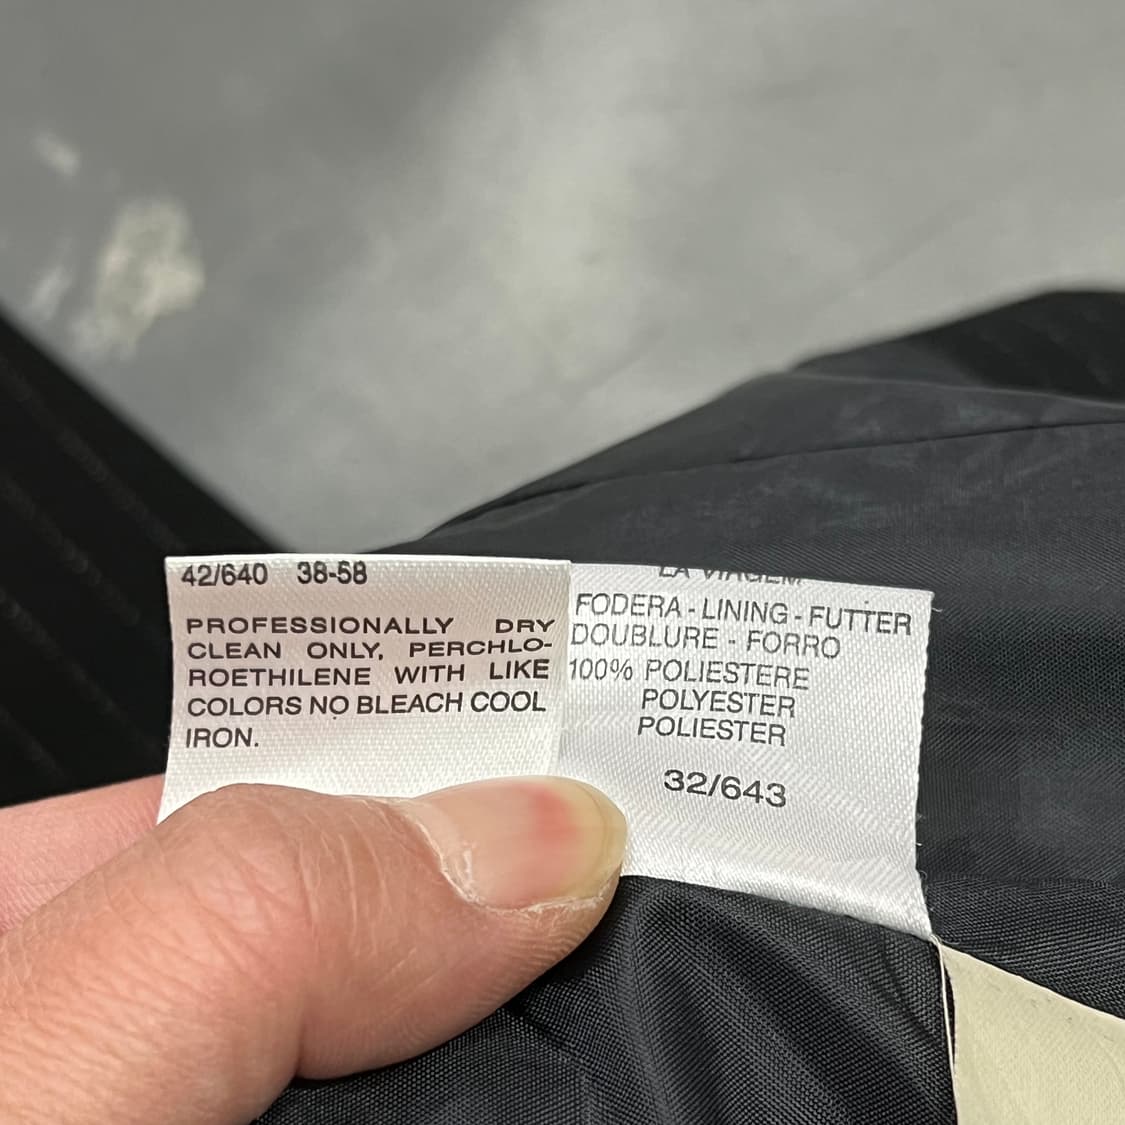 42/640 38-58
PROFESSIONALLY DRY
CLEAN ONLY, PERCHLO-
ROETHILENE WITH LIKE
COLORS NO BLEACH COOL
IRON.
FODERA - LINING - FUTTER
DOUBLURE - FORRO
100% POLIESTERE
POLYESTER
POLIESTER
32/643